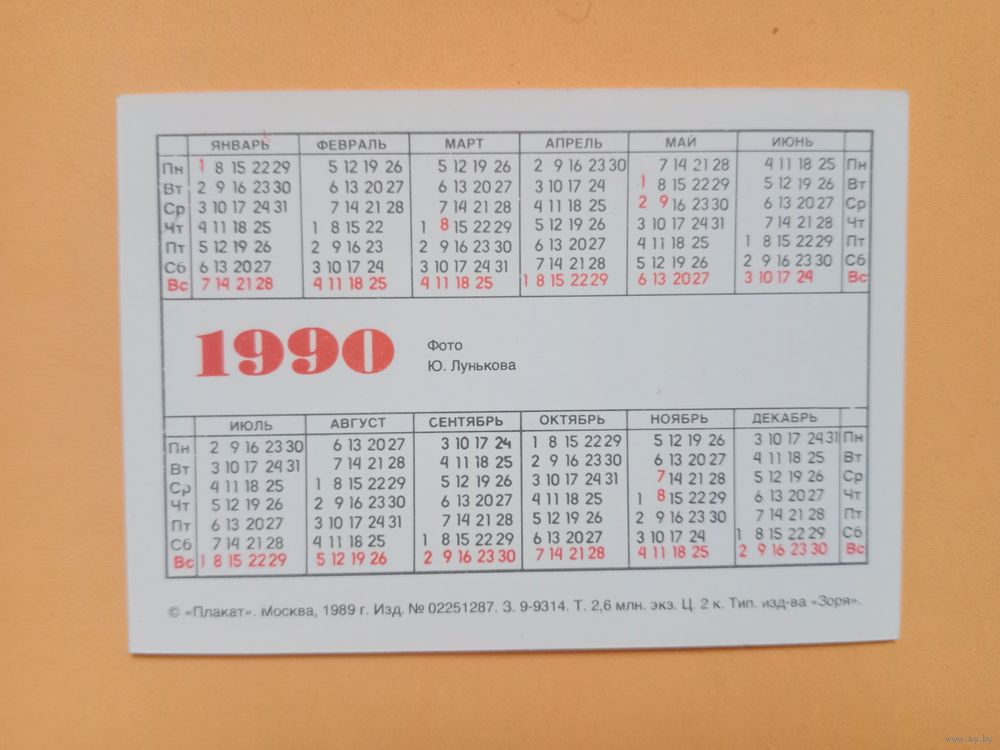 ЯНВАРЬ ФЕВРАЛЬ МАРТ АПРЕЛЬ МАЙ ИЮНЬ
Пн 1 8 15 22 29 5 12 19 26 5 12 19 26 2 9 16 23 30 7 14 21 28 4 11 18 25 Пн
Вт 2 9 16 23 30 6 13 20 27 6 13 20 27 3 10 17 24 1 8 15 22 29 5 12 19 26 Вт
Ср 3 10 17 24 31 7 14 21 28 7 14 21 28 4 11 18 25 2 9 16 23 30 6 13 20 27 Ср
Чт 4 11 18 25 1 8 15 22 1 8 15 22 29 5 12 19 26 3 10 17 24 31 7 14 21 28 Чт
Пт 5 12 19 26 2 9 16 23 2 9 16 23 30 6 13 20 27 4 11 18 25 1 8 15 22 29 Пт
Сб 6 13 20 27 3 10 17 24 3 10 17 24 31 7 14 21 28 5 12 19 26 2 9 16 23 30 Сб
Вс 7 14 21 28 4 11 18 25 4 11 18 25 1 8 15 22 29 6 13 20 27 3 10 17 24 Вс
1990
Фото
Ю. Лунькова
ИЮЛЬ АВГУСТ СЕНТЯБРЬ ОКТЯБРЬ НОЯБРЬ ДЕКАБРЬ
Пн 2 9 16 23 30 6 13 20 27 3 10 17 24 1 8 15 22 29 5 12 19 26 3 10 17 24 31 Пн
Вт 3 10 17 24 31 7 14 21 28 4 11 18 25 2 9 16 23 30 6 13 20 27 4 11 18 25 Вт
Ср 4 11 18 25 1 8 15 22 29 5 12 19 26 3 10 17 24 31 7 14 21 28 5 12 19 26 Ср
Чт 5 12 19 26 2 9 16 23 30 6 13 20 27 4 11 18 25 1 8 15 22 29 6 13 20 27 Чт
Пт 6 13 20 27 3 10 17 24 31 7 14 21 28 5 12 19 26 2 9 16 23 30 7 14 21 28 Пт
Сб 7 14 21 28 4 11 18 25 1 8 15 22 29 6 13 20 27 3 10 17 24 1 8 15 22 29 Сб
Вс 1 8 15 22 29 5 12 19 26 2 9 16 23 30 7 14 21 28 4 11 18 25 2 9 16 23 30 Вс
© «Плакат». Москва, 1989 г. Изд. № 02251287. З. 9-9314. Т. 2,6 млн. экз. Ц. 2 к. Тип. изд-ва «Зоря».
www.ay.by